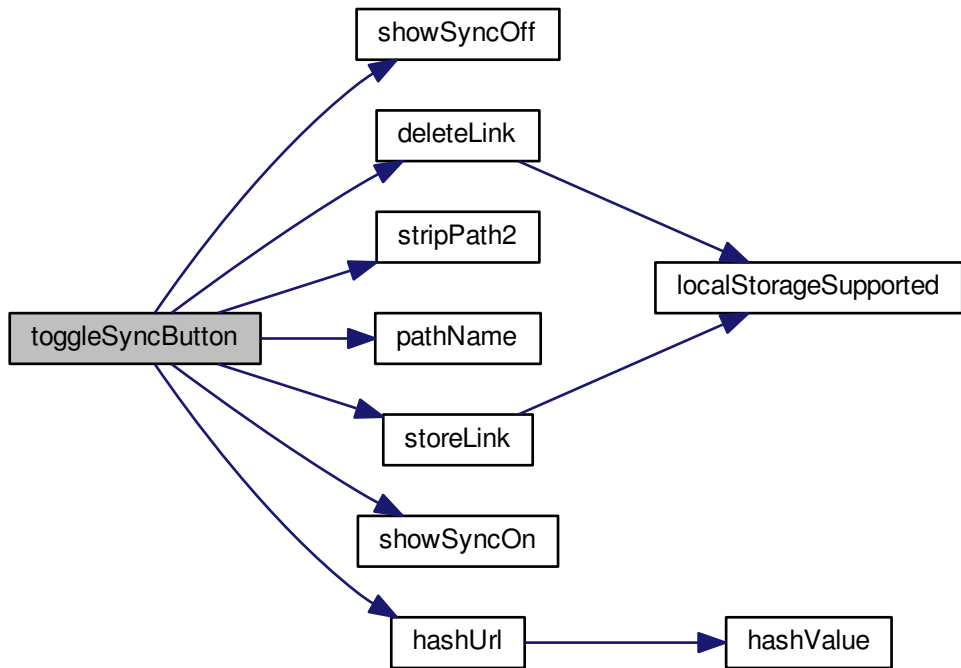 showSyncOff
deleteLink
stripPath2
localStorageSupported
toggleSyncButton
pathName
storeLink
showSyncOn
hashUrl
hashValue